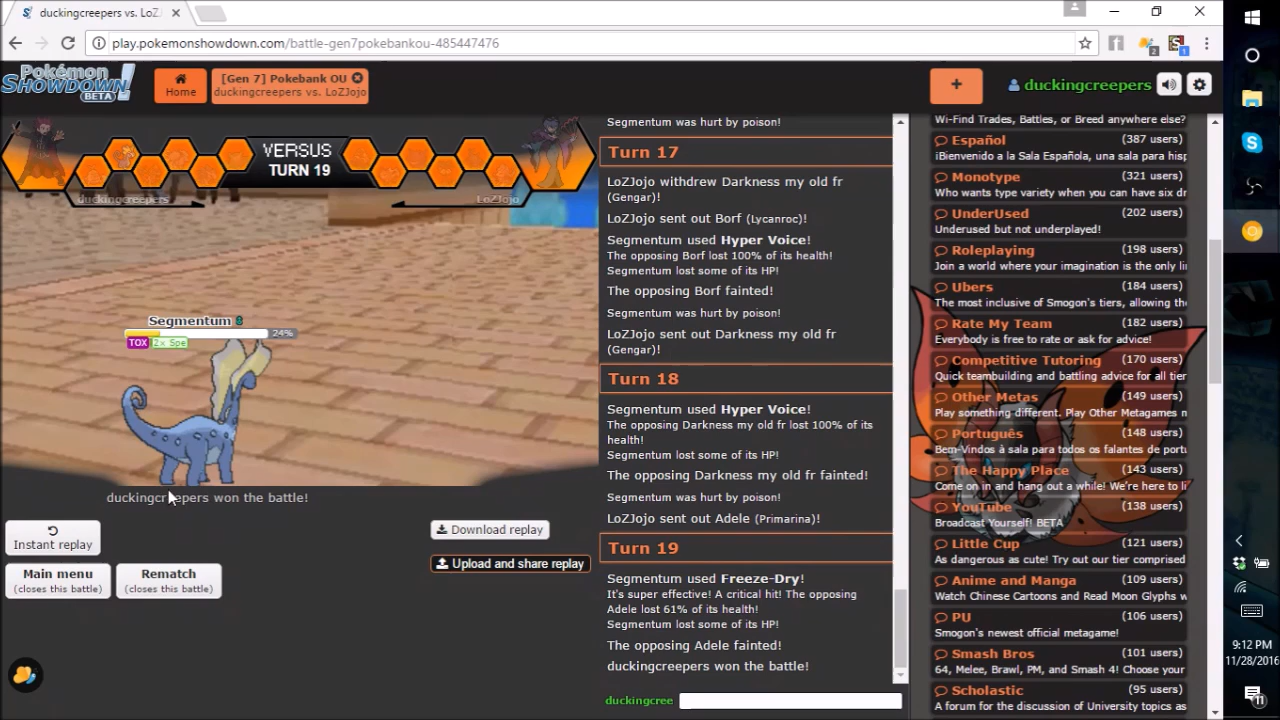 duckingcreepers vs. LoZJ
play.pokemonshowdown.com/battle-gen7pokebankou-485447476
2
1
Pokémon
SHOWDOWN!
BETA
Home
[Gen 7] Pokebank OU
duckingcreepers vs. LoZJojo
+
duckingcreepers
VERSUS
TURN 19
duckingcreepers
LoZJojo
Segmentum
24%
TOX 2x Spe
duckingcreepers won the battle!
Instant replay
Download replay
Upload and share replay
Main menu
(closes this battle)
Rematch
(closes this battle)
Segmentum was hurt by poison!
Turn 17
LoZJojo withdrew Darkness my old fr
(Gengar)!
LoZJojo sent out Borf (Lycanroc)!
Segmentum used Hyper Voice!
The opposing Borf lost 100% of its health!
Segmentum lost some of its HP!
The opposing Borf fainted!
Segmentum was hurt by poison!
LoZJojo sent out Darkness my old fr
(Gengar)!
Turn 18
Segmentum used Hyper Voice!
The opposing Darkness my old fr lost 100% of its
health!
Segmentum lost some of its HP!
The opposing Darkness my old fr fainted!
Segmentum was hurt by poison!
LoZJojo sent out Adele (Primarina)!
Turn 19
Segmentum used Freeze-Dry!
It's super effective! A critical hit! The opposing
Adele lost 61% of its health!
Segmentum lost some of its HP!
The opposing Adele fainted!
duckingcreepers won the battle!
duckingcree
Wi-Find Trades, Battles, or Breed anywhere else?
Español (387 users)
¡Bienvenido a la Sala Española, una sala para hisp
Monotype (321 users)
Who wants type variety when you can have six dr
UnderUsed (202 users)
Underused but not underplayed!
Roleplaying (198 users)
Join a world where your imagination is the only li
Ubers (184 users)
The most inclusive of Smogon's tiers, allowing the
Rate My Team (182 users)
Everybody is free to rate or ask for advice!
Competitive Tutoring (170 users)
Quick teambuilding and battling advice for all tier
Other Metas (149 users)
Play something different. Play Other Metagames n
Português (148 users)
Bem-Vindos à sala para todos os falantes de portu
The Happy Place (143 users)
Come on in and hang out a while! We're here to li
YouTube (138 users)
Broadcast Yourself! BETA
Little Cup (121 users)
As dangerous as cute! Try out our tier comprised
Anime and Manga (109 users)
Watch Chinese Cartoons and Read Moon Glyphs w
PU (106 users)
Smogon's newest official metagame!
Smash Bros (101 users)
64, Melee, Brawl, PM, and Smash 4! Choose your
Scholastic (95 users)
A forum for the discussion of University topics as
9:12 PM
11/28/2016
11